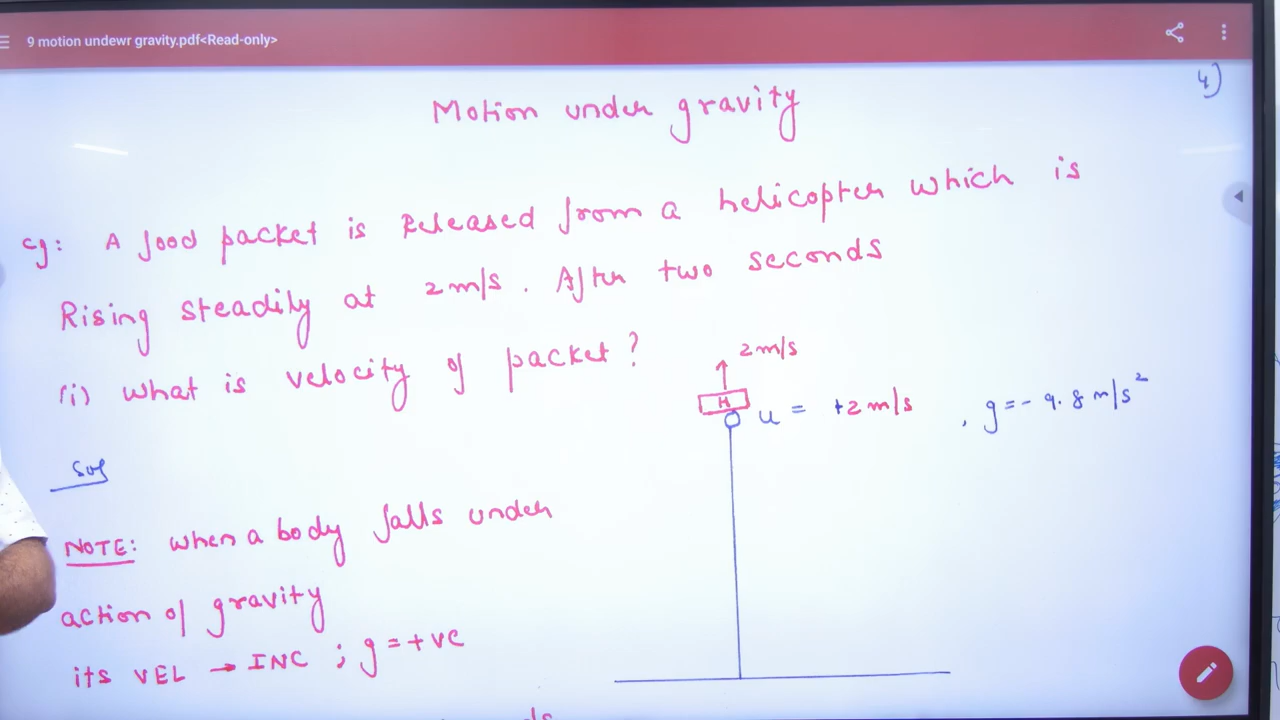 9 motion undewr gravity.pdf<Read-only>
4)
Motion under gravity
eg: A food packet is Released from a helicopter which is
Rising steadily at 2m/s. After two seconds
(i) what is velocity of packet?
2m/s
H
u = +2m/s , g = - 9.8 m/s²
Sol
NOTE: when a body falls under
action of gravity
its VEL → INC ; g = +ve